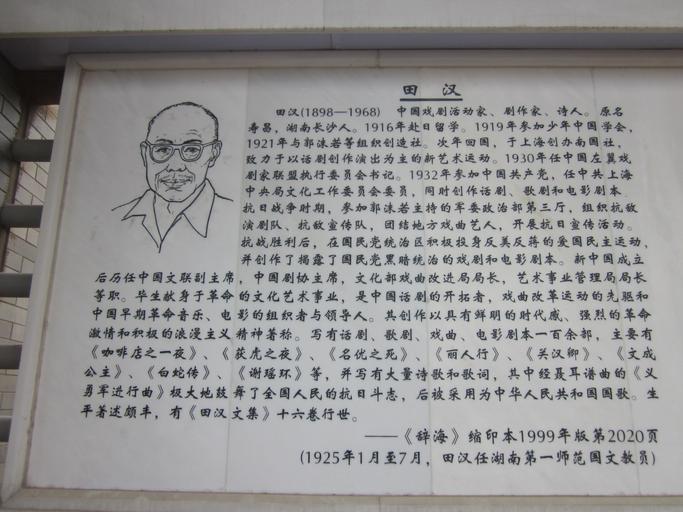 田 汉
田汉(1898—1968) 中国戏剧活动家、剧作家、诗人。原名
寿昌，湖南长沙人。1916年赴日留学。1919年参加少年中国学会，
1921年与郭沫若等组织创造社。次年回国，于上海创办南国社，
致力于以话剧创作演出为主的新艺术运动。1930年任中国左翼戏
剧家联盟执行委员会书记。1932年参加中国共产党，任中共上海
中央局文化工作委员会委员，同时创作话剧、歌剧和电影剧本
抗日战争时期，参加郭沫若主持的军委政治部第三厅，组织抗敌
演剧队、抗敌宣传队，团结地方戏曲艺人，开展抗日宣传活动。
抗战胜利后，在国民党统治区积极投身反美反蒋的爱国民主运动，
并创作了揭露了国民党黑暗统治的戏剧和电影剧本。新中国成立
后历任中国文联副主席，中国剧协主席，文化部戏曲改进局局长，艺术事业管理局局长
等职。毕生献身于革命的文化艺术事业，是中国话剧的开拓者，戏曲改革运动的先驱和
中国早期革命音乐、电影的组织者与领导人。其创作以具有鲜明的时代感、强烈的革命
激情和积极的浪漫主义精神著称。写有话剧、歌剧、戏曲、电影剧本一百余部，主要有
《咖啡店之一夜》、《获虎之夜》、《名优之死》、《丽人行》、《关汉卿》、《文成
公主》、《白蛇传》、《谢瑶环》等，并写有大量诗歌和歌词，其中经聂耳谱曲的《义
勇军进行曲》极大地鼓舞了全国人民的抗日斗志，后被采用为中华人民共和国国歌。生
平著述颇丰，有《田汉文集》十六卷行世。
——《辞海》缩印本1999年版第2020页
(1925年1月至7月，田汉任湖南第一师范国文教员)